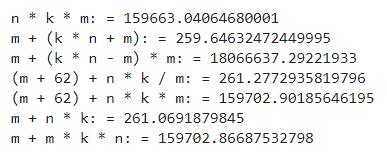 n * k * m: = 159663.04064680001
m + (k * n + m): = 259.64632472449995
m + (k * n - m) * m: = 18066637.29221933
(m + 62) + n * k / m: = 261.2772935819796
(m + 62) + n * k * m: = 159702.90185646195
m + n * k: = 261.0691879845
m + m * k * n: = 159702.86687532798